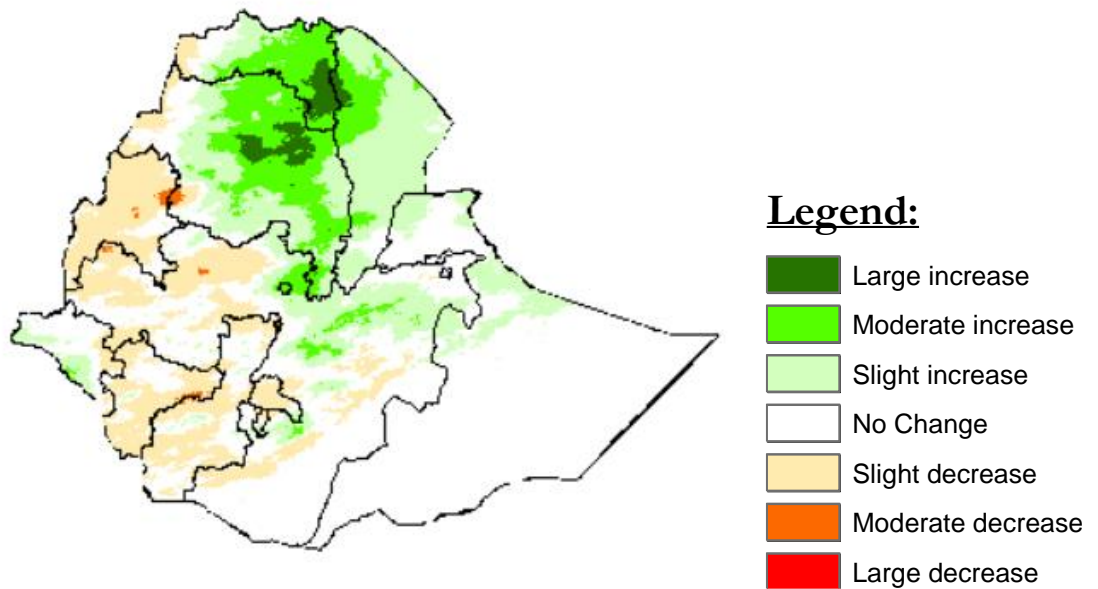 Legend:
Large increase
Moderate increase
Slight increase
No Change
Slight decrease
Moderate decrease
Large decrease